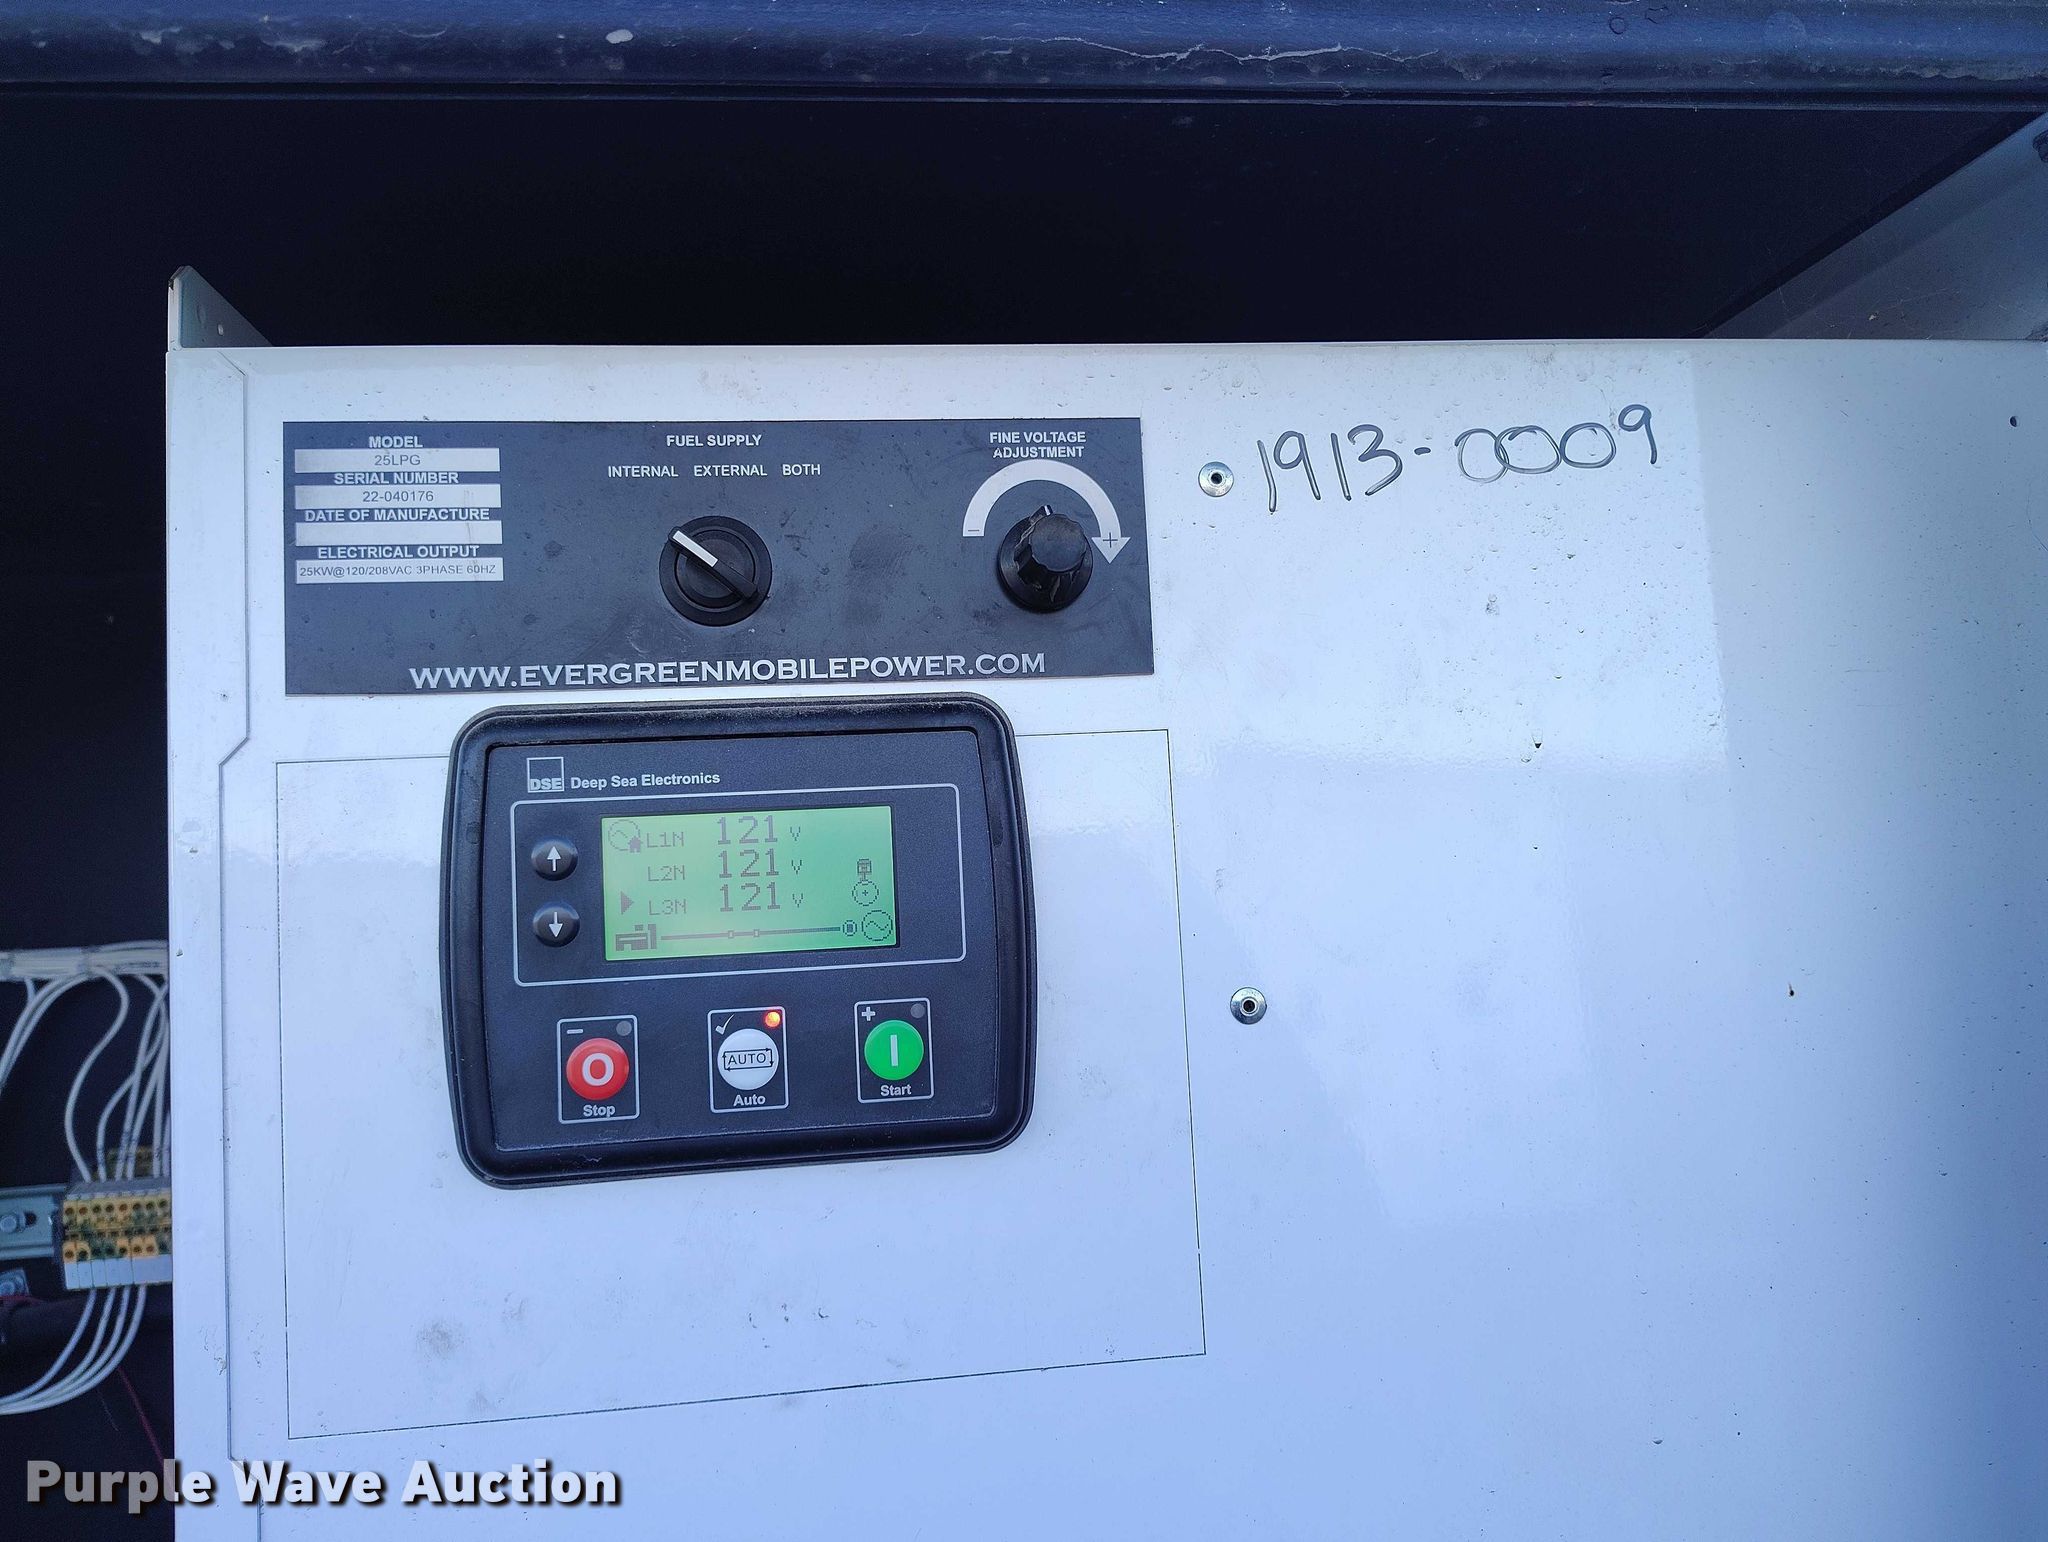 MODEL
25LPG
SERIAL NUMBER
22-040176
DATE OF MANUFACTURE
ELECTRICAL OUTPUT
25KW@120/208VAC 3PHASE 60HZ
FUEL SUPPLY
INTERNAL EXTERNAL BOTH
FINE VOLTAGE
ADJUSTMENT
- +
WWW.EVERGREENMOBILEPOWER.COM
1913-0009
DSE Deep Sea Electronics
L1N 121 V
L2N 121 V
L3N 121 V
O
Stop
AUTO
Auto
I
Start
Purple Wave Auction